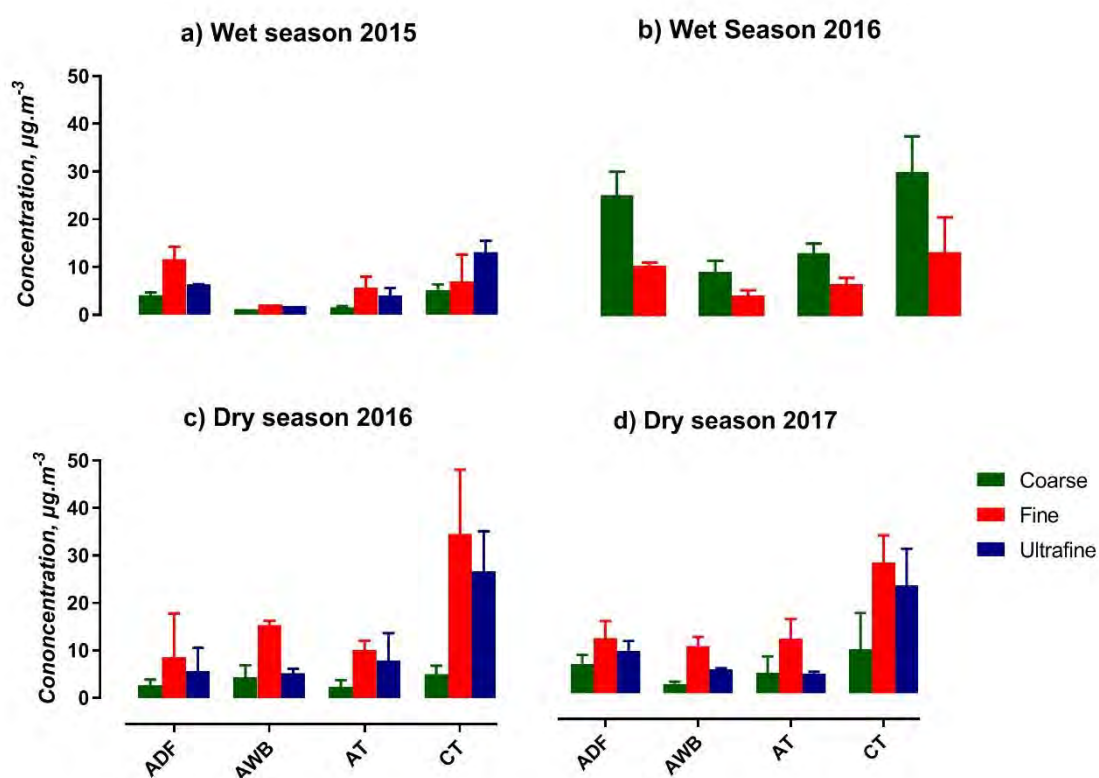 a) Wet season 2015
b) Wet Season 2016
Concentration, µg.m-3
50
40
30
20
10
0
c) Dry season 2016
d) Dry season 2017
Cononcentration, µg.m-3
50
40
30
20
10
0
Coarse
Fine
Ultrafine
ADF
AWB
AT
CT
ADF
AWB
AT
CT